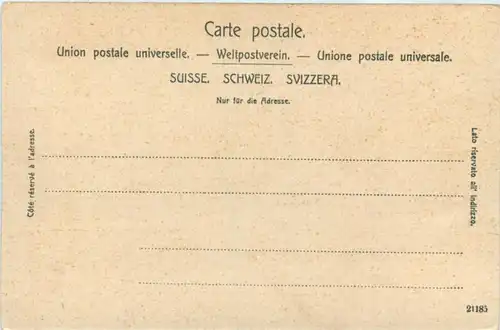 Carte postale.
Union postale universelle. — Weltpostverein. — Unione postale universale.
SUISSE. SCHWEIZ. SVIZZERA.
Nur für die Adresse.
Côté réservé à l'adresse.
Lato riservato all' indirizzo.
21185